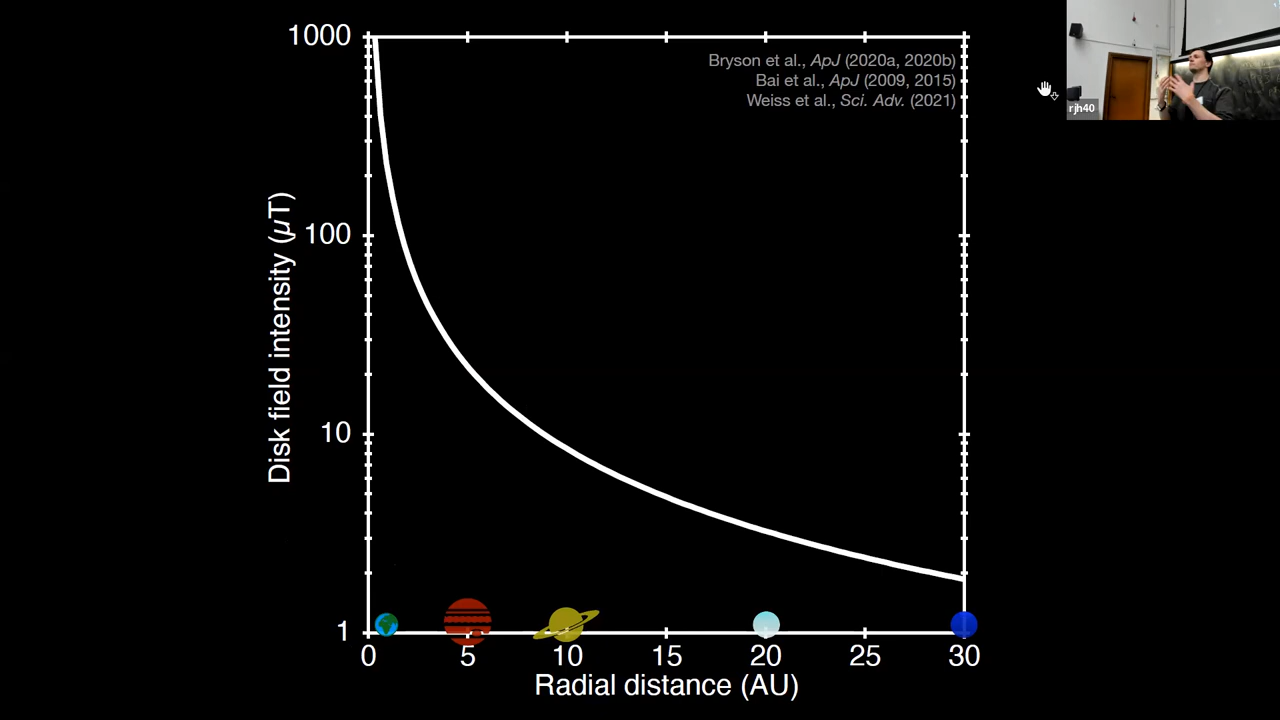 Bryson et al., ApJ (2020a, 2020b)
Bai et al., ApJ (2009, 2015)
Weiss et al., Sci. Adv. (2021)
rjh40
Disk field intensity (μT)
1000
100
10
1
0 5 10 15 20 25 30
Radial distance (AU)